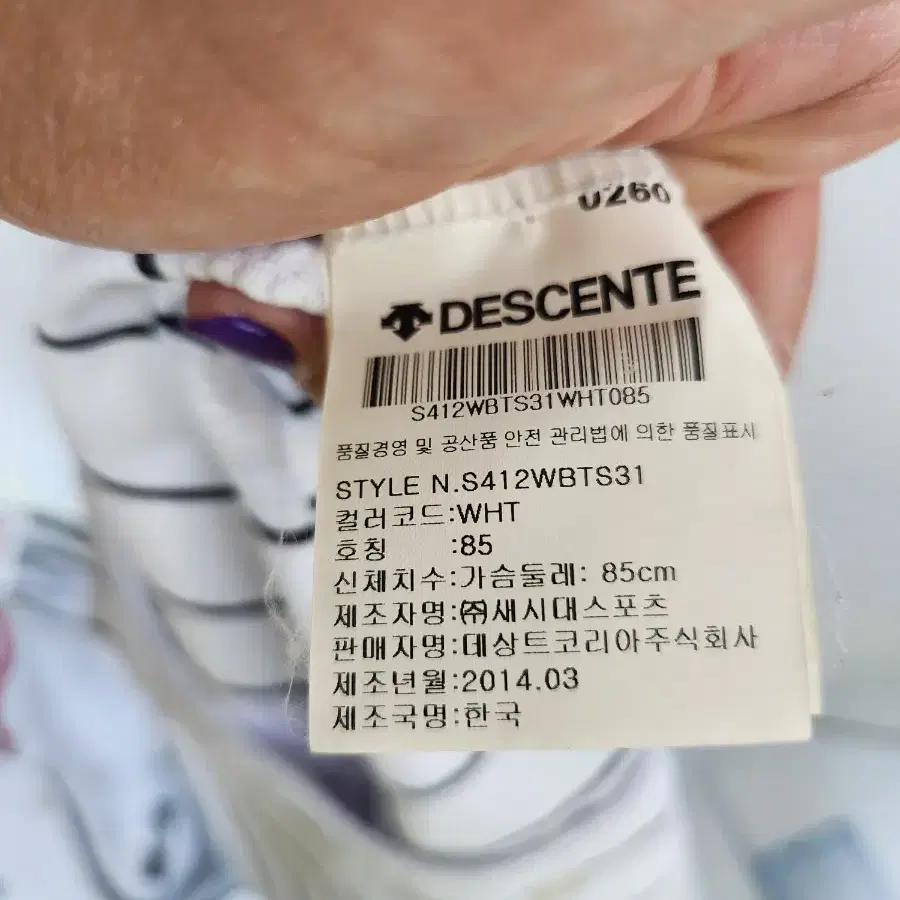 0260
DESCENTE
S412WBTS31WHT085
품질경영 및 공산품 안전 관리법에 의한 품질표시
STYLE N.S412WBTS31
컬러코드:WHT
호칭 :85
신체치수:가슴둘레: 85cm
제조자명:㈜새시대스포츠
판매자명:데상트코리아주식회사
제조년월:2014.03
제조국명:한국